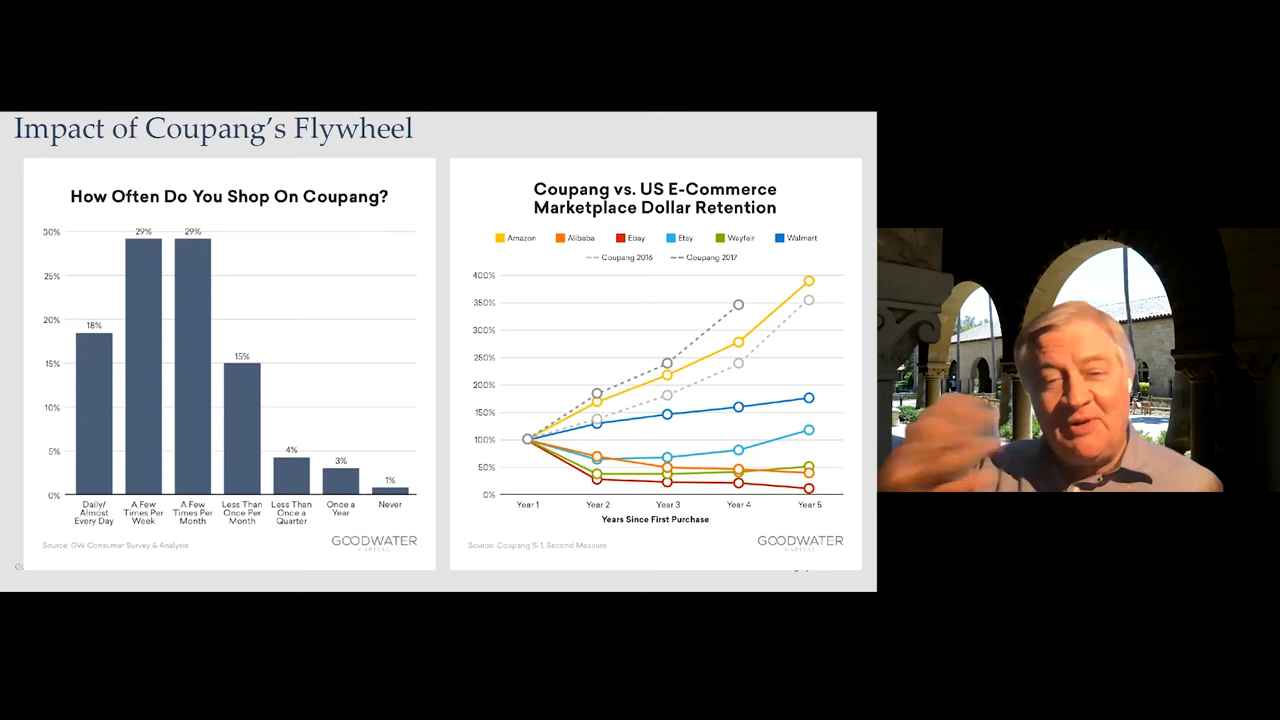 Impact of Coupang's Flywheel
How Often Do You Shop On Coupang?
30%
25%
20%
15%
10%
5%
0%
18%
29%
29%
15%
4%
3%
1%
Daily/
Almost
Every Day
A Few
Times Per
Week
A Few
Times Per
Month
Less Than
Once Per
Month
Less Than
Once a
Quarter
Once a
Year
Never
Source: GW Consumer Survey & Analysis
GOODWATER
CAPITAL
Coupang vs. US E-Commerce
Marketplace Dollar Retention
Amazon Alibaba Ebay Etsy Wayfair Walmart
Coupang 2016 Coupang 2017
400%
350%
300%
250%
200%
150%
100%
50%
0%
Year 1 Year 2 Year 3 Year 4 Year 5
Years Since First Purchase
Source: Coupang S-1, Second Measure
GOODWATER
CAPITAL